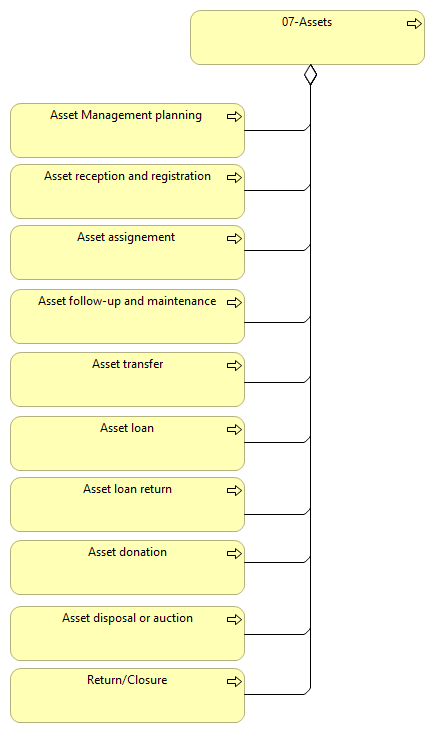 07-Assets
Asset Management planning
Asset reception and registration
Asset assignement
Asset follow-up and maintenance
Asset transfer
Asset loan
Asset loan return
Asset donation
Asset disposal or auction
Return/Closure